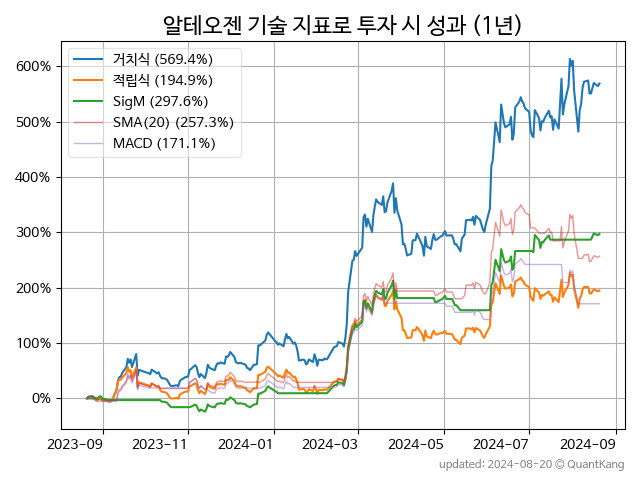 알테오젠 기술 지표로 투자 시 성과 (1년)
거치식 (569.4%)
적립식 (194.9%)
SigM (297.6%)
SMA(20) (257.3%)
MACD (171.1%)
600%
500%
400%
300%
200%
100%
0%
2023-09 2023-11 2024-01 2024-03 2024-05 2024-07 2024-09
updated: 2024-08-20 © QuantKang